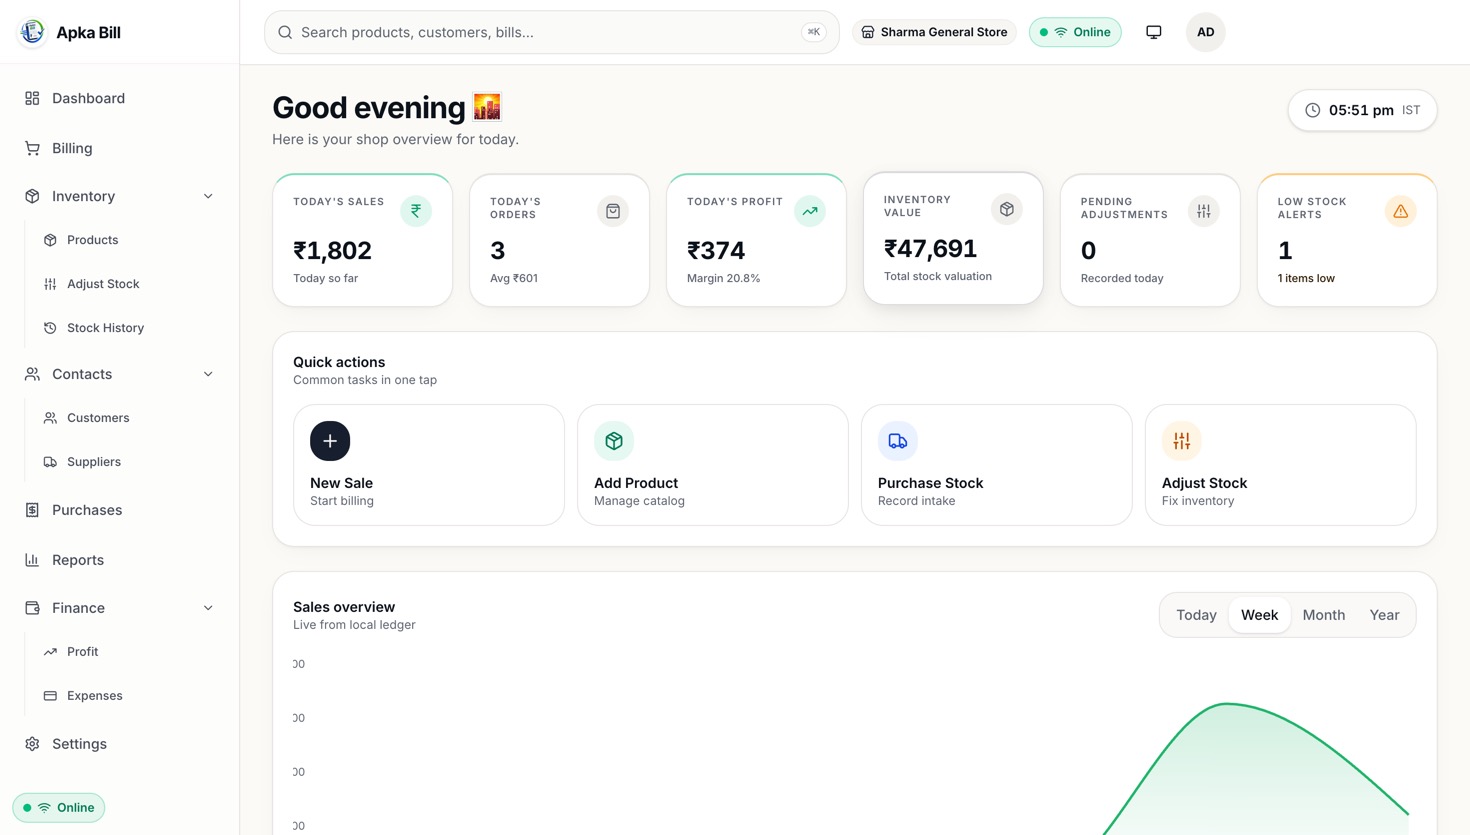 Apka Bill
Search products, customers, bills...
⌘K
Sharma General Store
Online
AD
Dashboard
Billing
Inventory
Products
Adjust Stock
Stock History
Contacts
Customers
Suppliers
Purchases
Reports
Finance
Profit
Expenses
Settings
Online
Good evening
Here is your shop overview for today.
05:51 pm IST
TODAY'S SALES
₹
₹1,802
Today so far
TODAY'S
ORDERS
3
Avg ₹601
TODAY'S PROFIT
₹374
Margin 20.8%
INVENTORY
VALUE
₹47,691
Total stock valuation
PENDING
ADJUSTMENTS
0
Recorded today
LOW STOCK
ALERTS
1
1 items low
Quick actions
Common tasks in one tap
New Sale
Start billing
Add Product
Manage catalog
Purchase Stock
Record intake
Adjust Stock
Fix inventory
Sales overview
Live from local ledger
Today Week Month Year
00
00
00
00